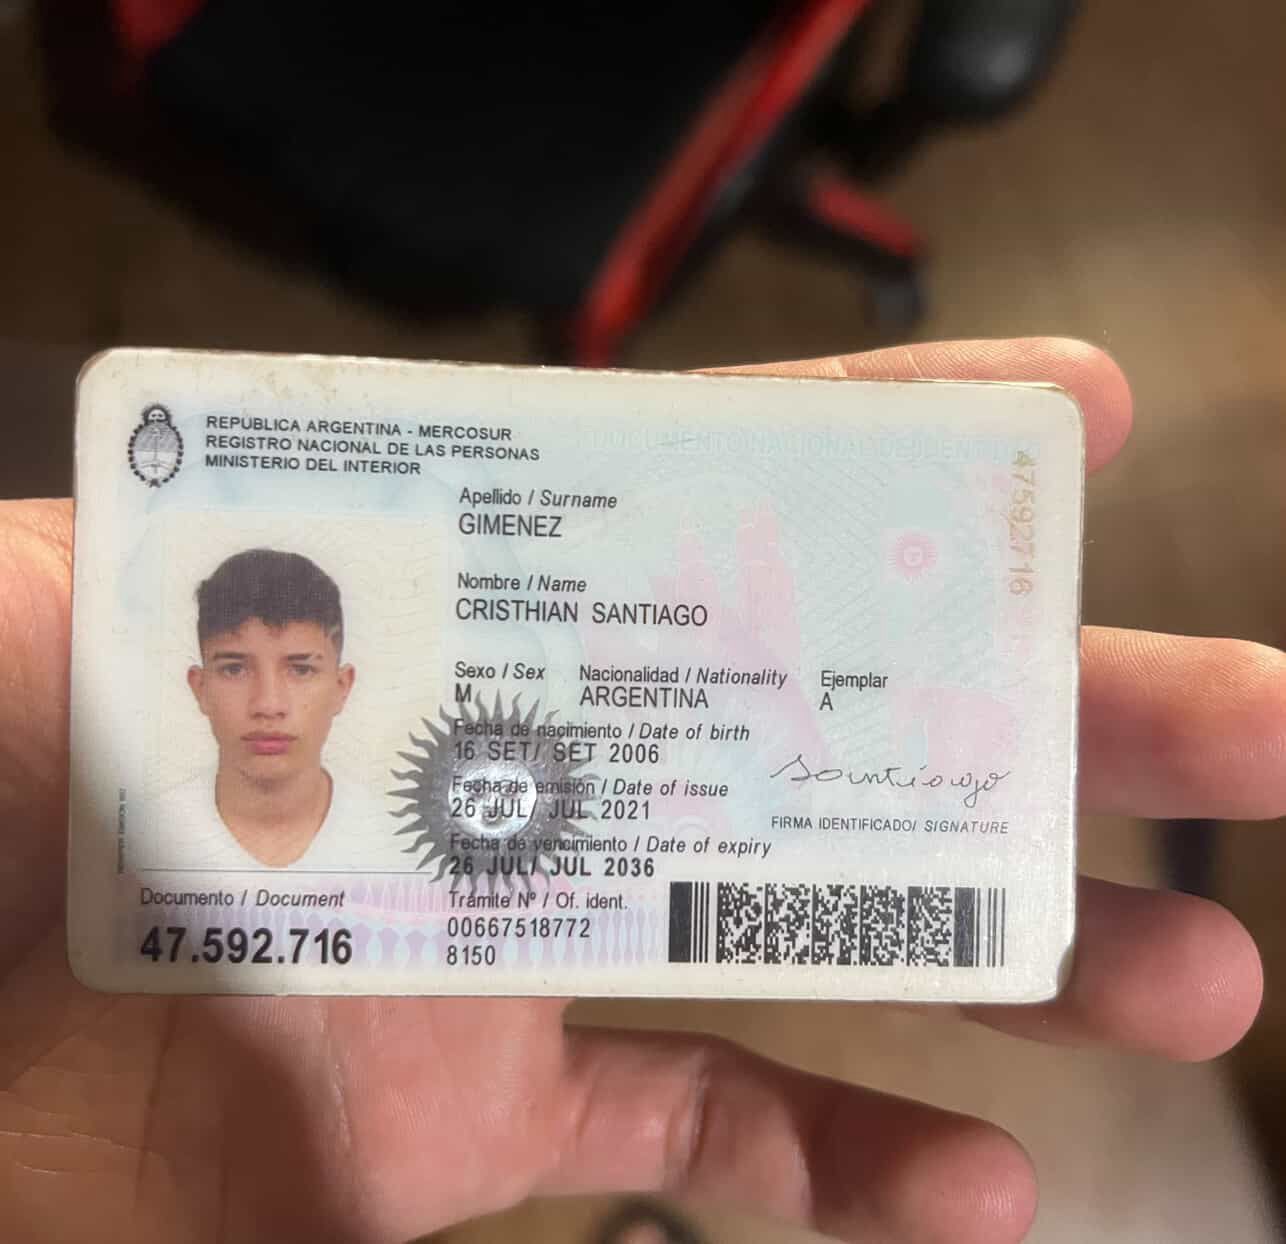 REPÚBLICA ARGENTINA - MERCOSUR
REGISTRO NACIONAL DE LAS PERSONAS
MINISTERIO DEL INTERIOR
DOCUMENTO NACIONAL DE IDENTIDAD
47592716
Apellido / Surname
GIMENEZ
Nombre / Name
CRISTHIAN SANTIAGO
Sexo / Sex Nacionalidad / Nationality Ejemplar
M ARGENTINA A
Fecha de nacimiento / Date of birth
16 SET/ SET 2006
Fecha de emisión / Date of issue
26 JUL/ JUL 2021
Fecha de vencimiento / Date of expiry
26 JUL/ JUL 2036
Santiago
FIRMA IDENTIFICADO/ SIGNATURE
Documento / Document
47.592.716
Trámite Nº / Of. ident.
00667518772
8150